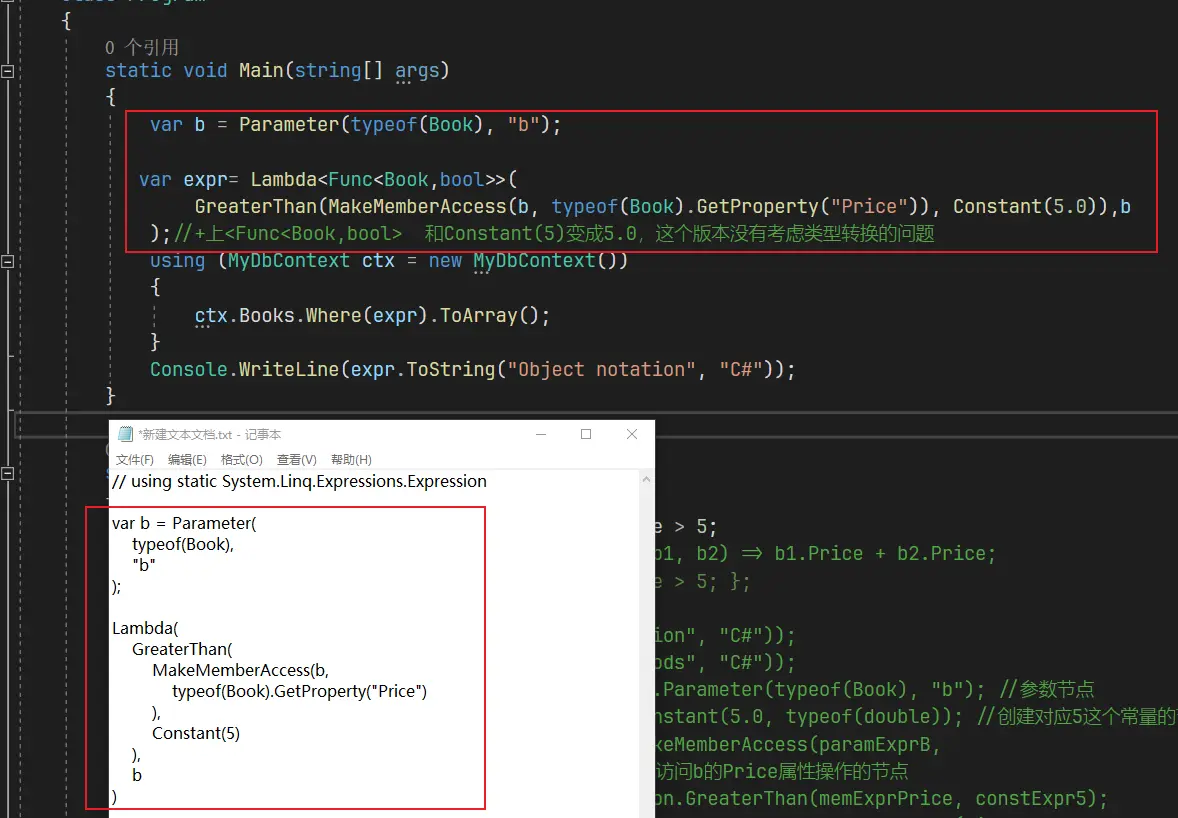 {
0 个引用
static void Main(string[] args)
{
var b = Parameter(typeof(Book), "b");
var expr= Lambda<Func<Book,bool>>(
GreaterThan(MakeMemberAccess(b, typeof(Book).GetProperty("Price")), Constant(5.0)),b
);//+上<Func<Book,bool>  和Constant(5)变成5.0，这个版本没有考虑类型转换的问题
using (MyDbContext ctx = new MyDbContext())
{
ctx.Books.Where(expr).ToArray();
}
Console.WriteLine(expr.ToString("Object notation", "C#"));
}
*新建文本文档.txt - 记事本
文件(F) 编辑(E) 格式(O) 查看(V) 帮助(H)
// using static System.Linq.Expressions.Expression
var b = Parameter(
typeof(Book),
"b"
);
Lambda(
GreaterThan(
MakeMemberAccess(b,
typeof(Book).GetProperty("Price")
),
Constant(5)
),
b
)
> 5;
b2) => b1.Price + b2.Price;
> 5; };
"C#"));
"C#"));
.Parameter(typeof(Book), "b"); //参数节点
(5.0, typeof(double)); //创建对应5这个常量的
(paramExprB,
访问b的Price属性操作的节点
.GreaterThan(memExprPrice, constExpr5);